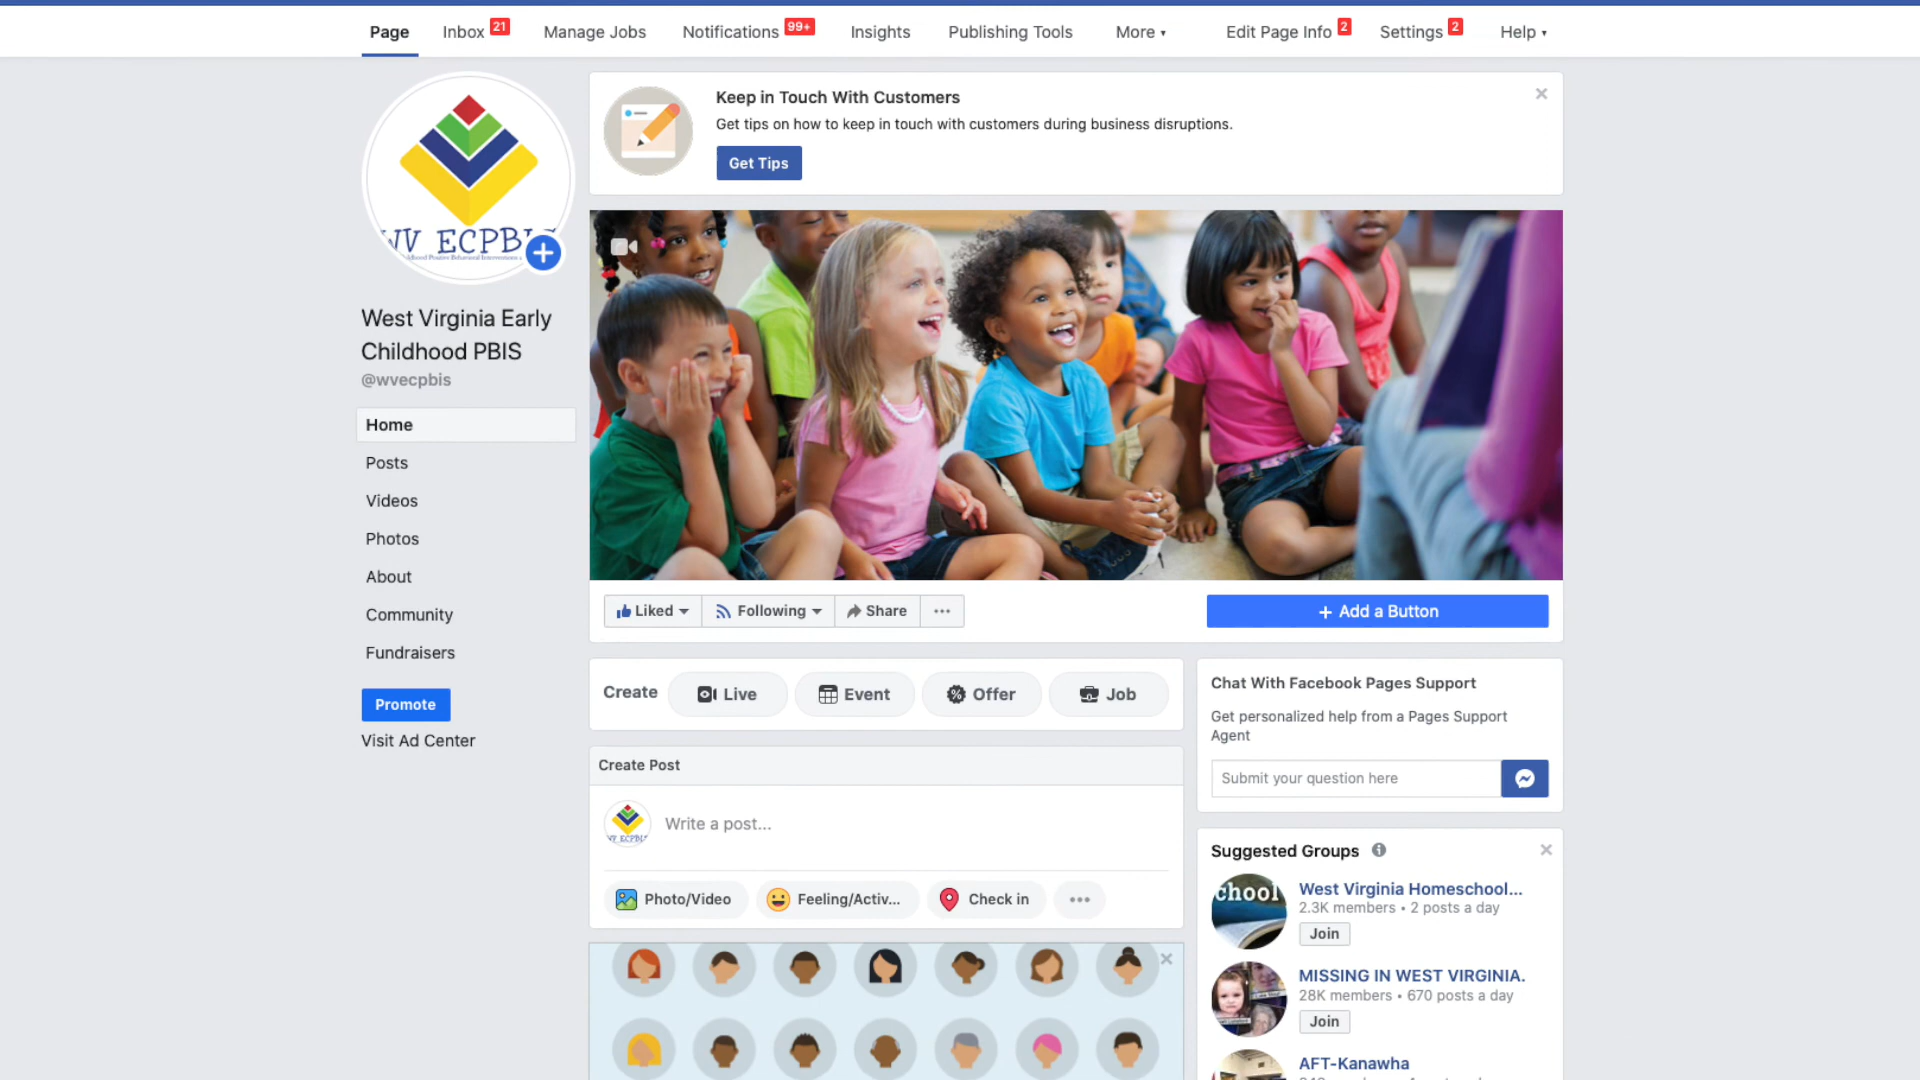 Page
Inbox 21
Manage Jobs
Notifications 99+
Insights
Publishing Tools
More
Edit Page Info 2
Settings 2
Help
WV ECPBIS
West Virginia Early
Childhood PBIS
@wvecpbis
Home
Posts
Videos
Photos
About
Community
Fundraisers
Promote
Visit Ad Center
Keep in Touch With Customers
Get tips on how to keep in touch with customers during business disruptions.
Get Tips
Liked
Following
Share
+ Add a Button
Create
Live
Event
Offer
Job
Create Post
Write a post...
Photo/Video
Feeling/Activ...
Check in
Chat With Facebook Pages Support
Get personalized help from a Pages Support
Agent
Submit your question here
Suggested Groups
chool
West Virginia Homeschool...
2.3K members • 2 posts a day
Join
MISSING IN WEST VIRGINIA.
28K members • 670 posts a day
Join
AFT-Kanawha